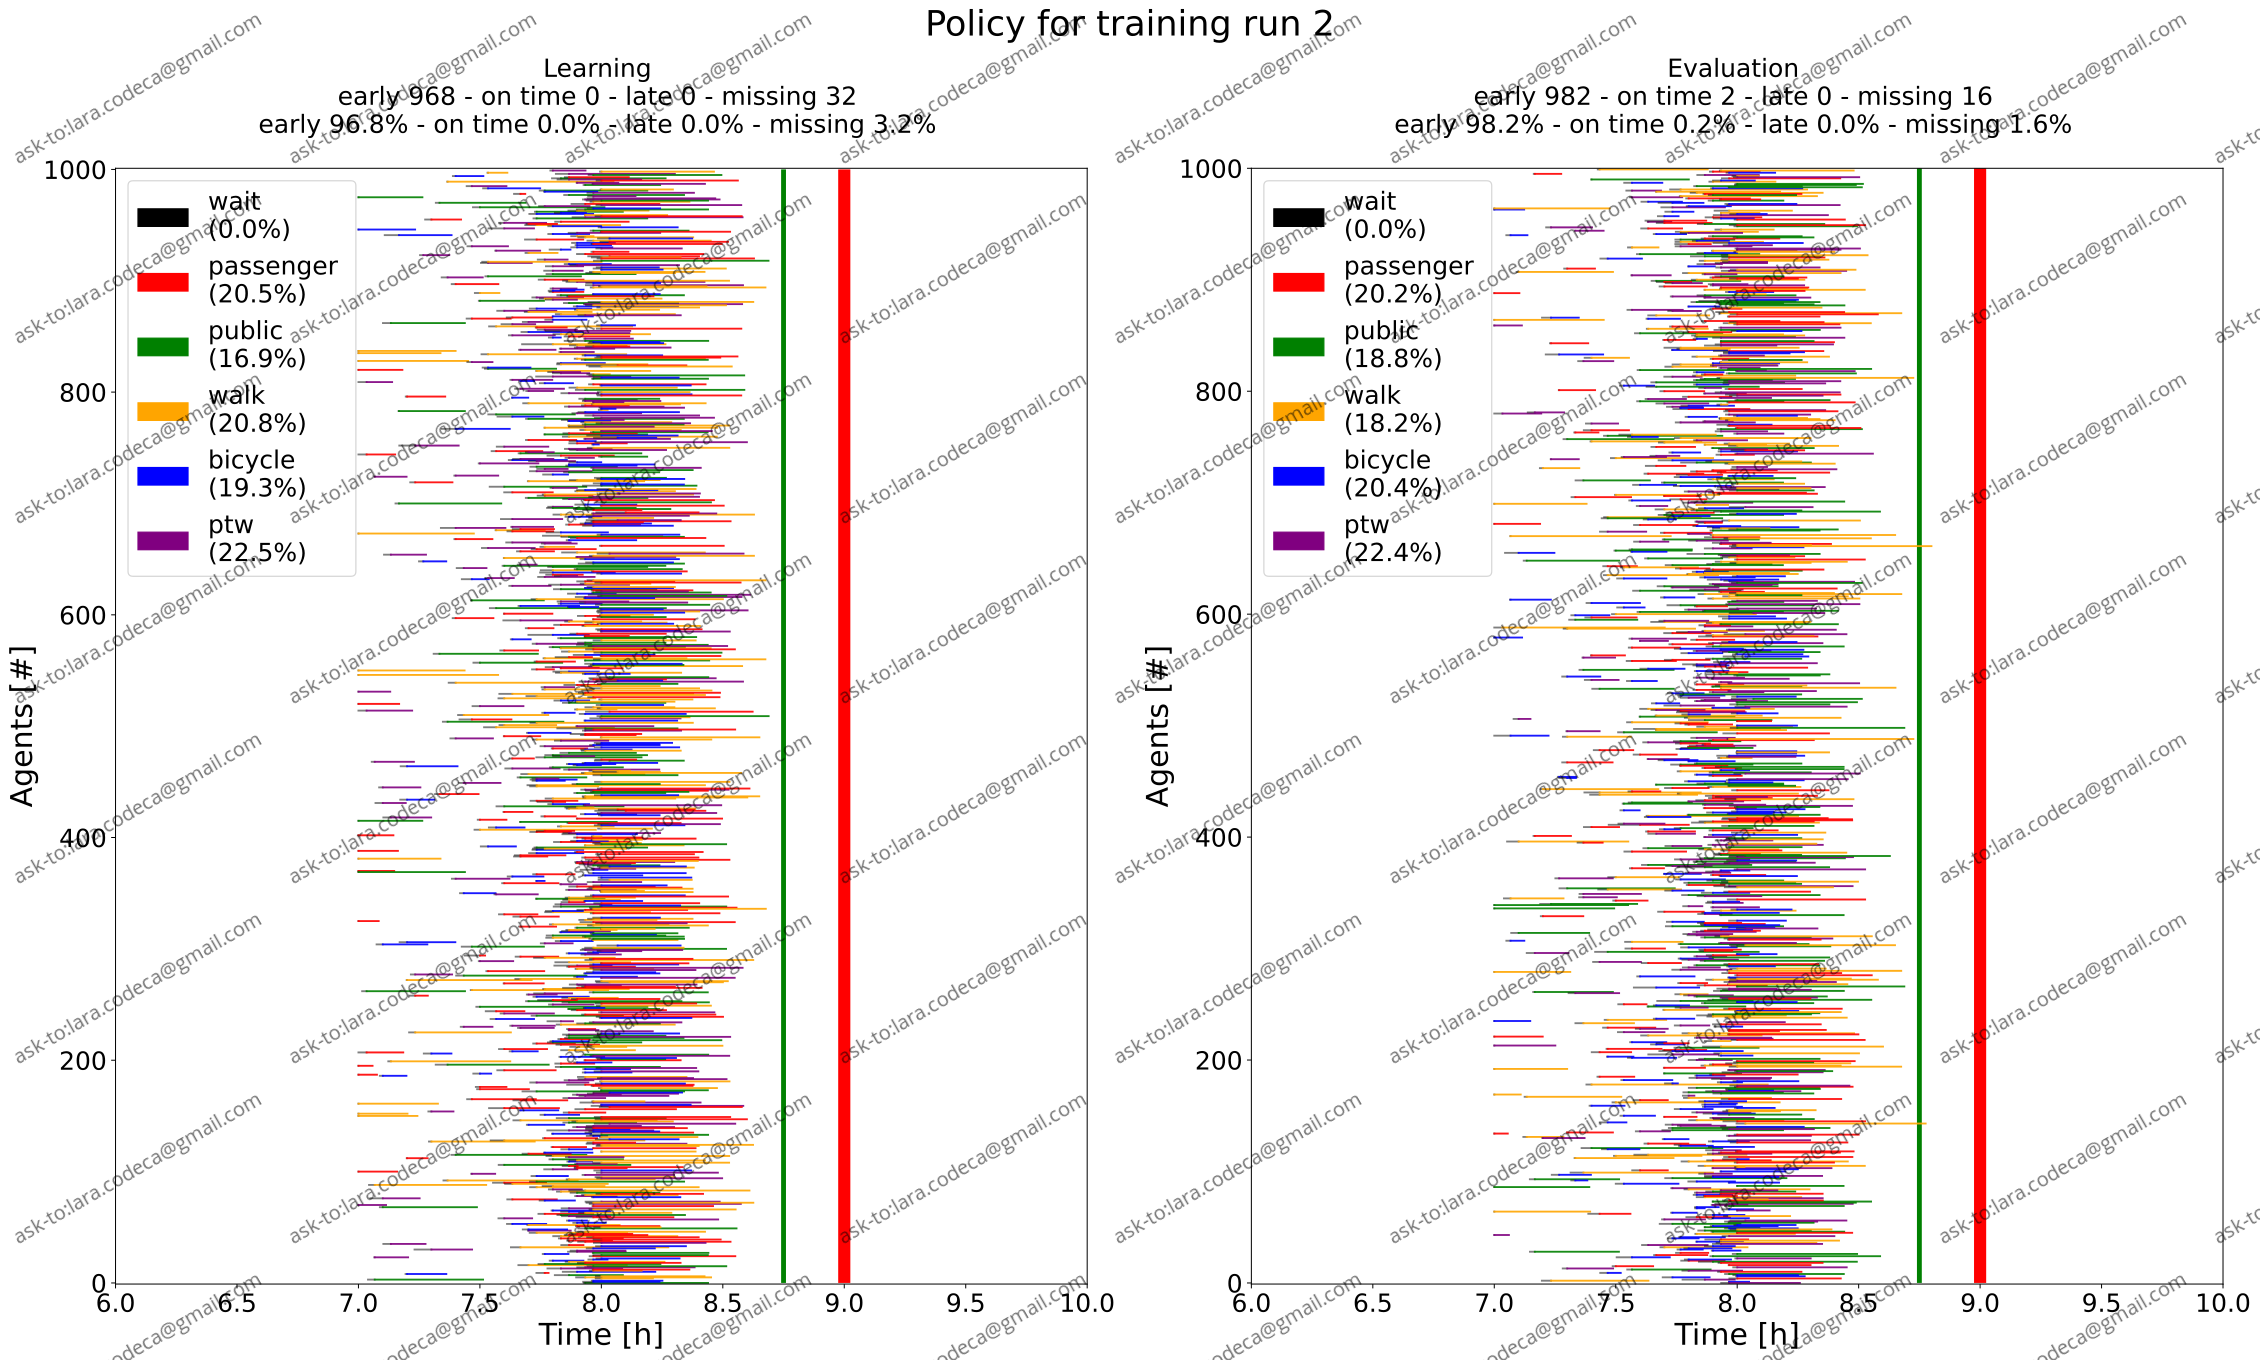 Policy for training run 2
Learning
early 968 - on time 0 - late 0 - missing 32
early 96.8% - on time 0.0% - late 0.0% - missing 3.2%
1000
800
600
400
200
0
Agents [#]
wait
(0.0%)
passenger
(20.5%)
public
(16.9%)
walk
(20.8%)
bicycle
(19.3%)
ptw
(22.5%)
6.0 6.5 7.0 7.5 8.0 8.5 9.0 9.5 10.0
Time [h]
Evaluation
early 982 - on time 2 - late 0 - missing 16
early 98.2% - on time 0.2% - late 0.0% - missing 1.6%
1000
800
600
400
200
0
Agents [#]
wait
(0.0%)
passenger
(20.2%)
public
(18.8%)
walk
(18.2%)
bicycle
(20.4%)
ptw
(22.4%)
6.0 6.5 7.0 7.5 8.0 8.5 9.0 9.5 10.0
Time [h]
ask-to:lara.codeca@gmail.com